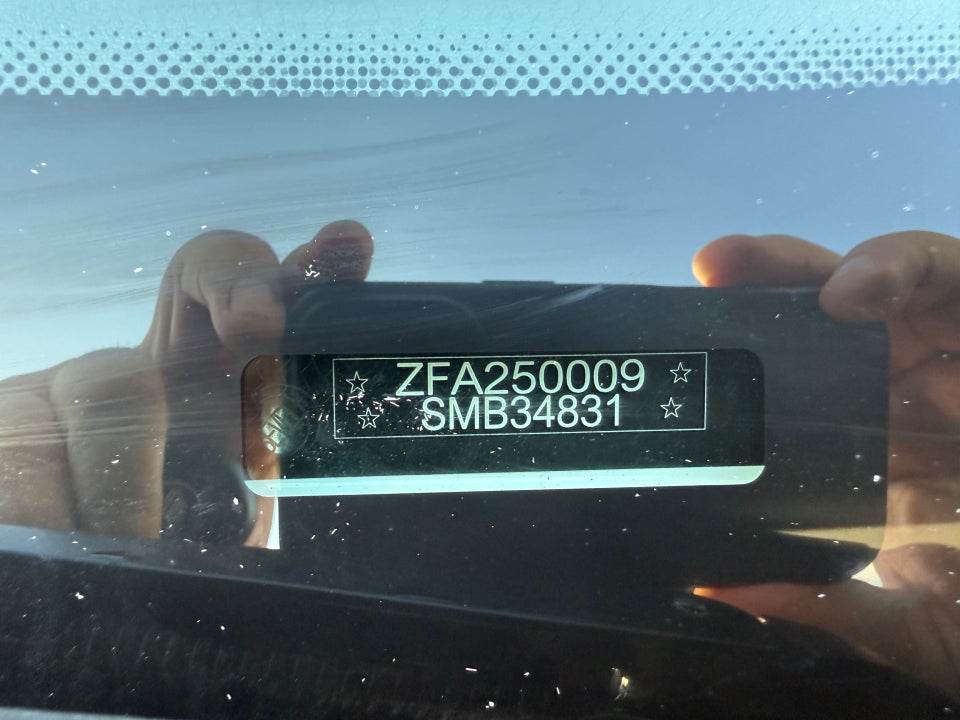 ☆ ZFA250009 ☆
☆ SMB34831 ☆